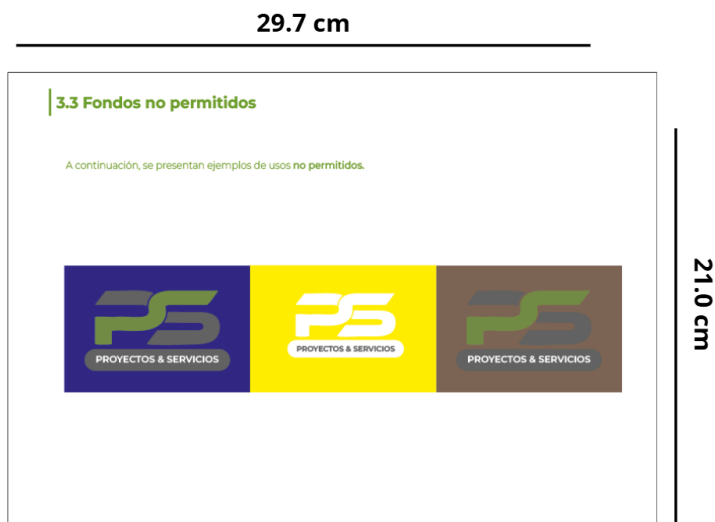 29.7 cm
3.3 Fondos no permitidos
A continuación, se presentan ejemplos de usos no permitidos.
21.0 cm
PS PS PS
PROYECTOS & SERVICIOS PROYECTOS & SERVICIOS PROYECTOS & SERVICIOS